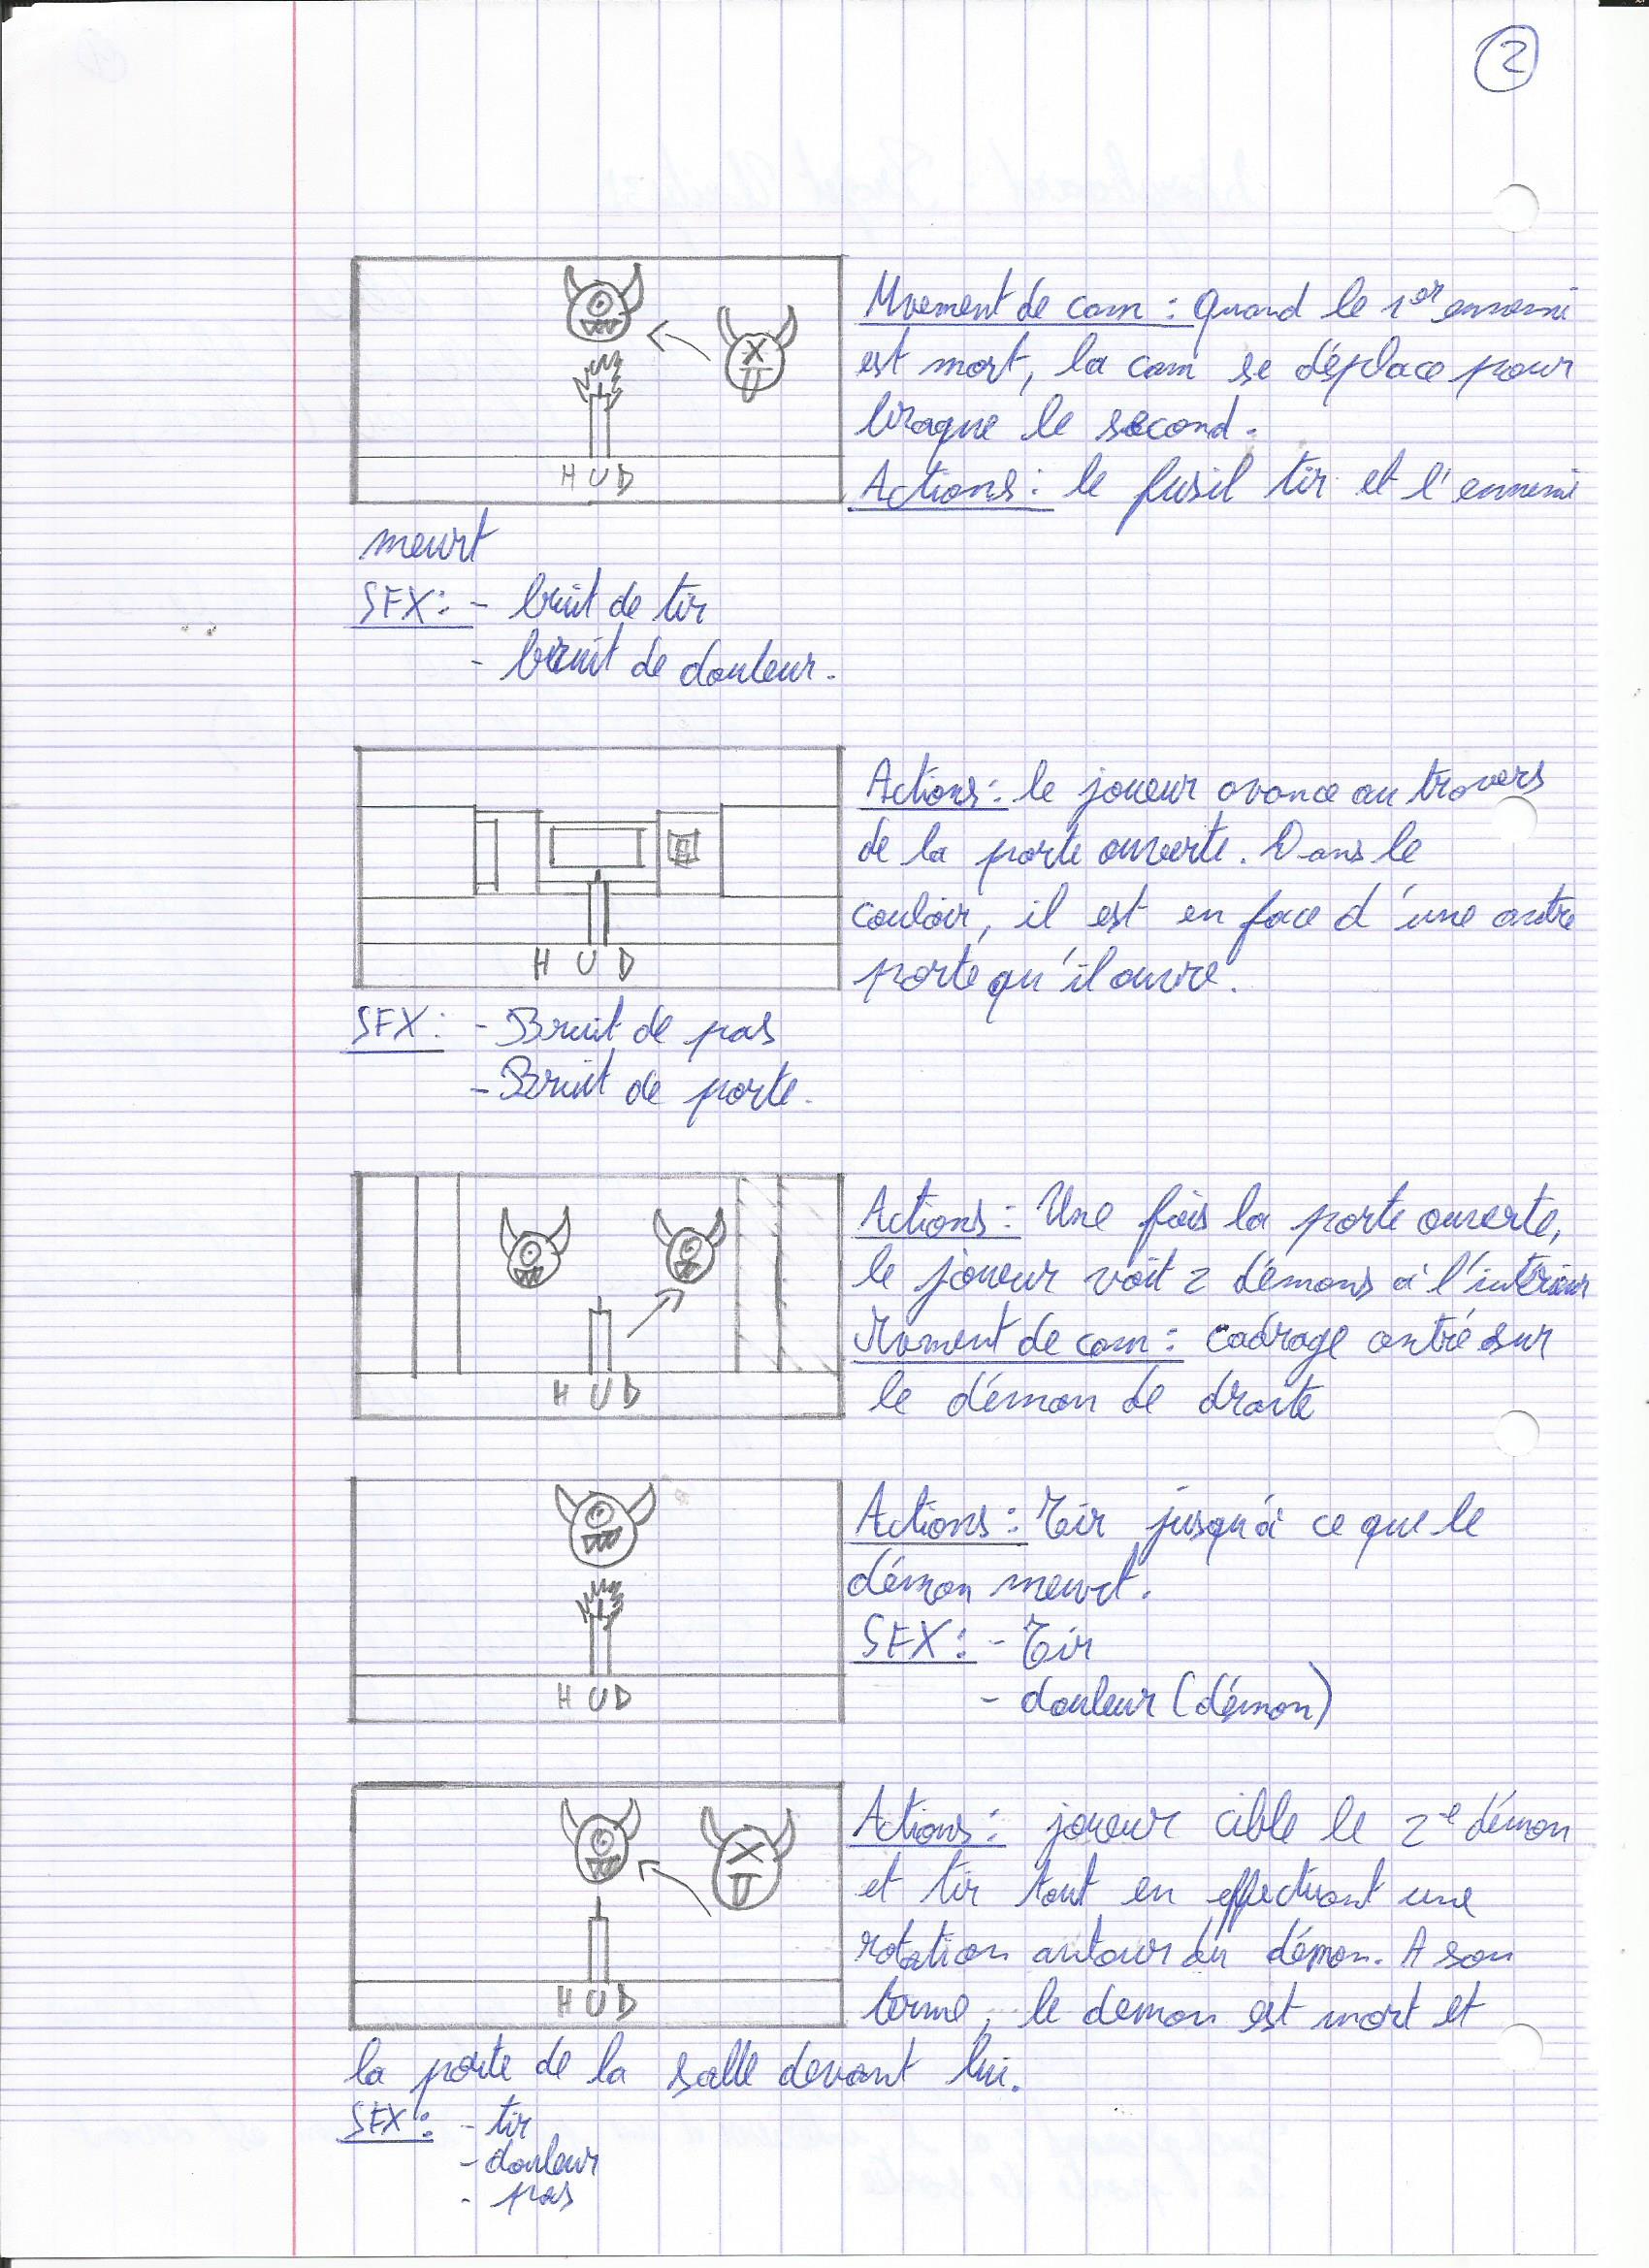 2
Mvement de cam : Quand le 1er ennemi
est mort, la cam se déplace pour
braque le second.
Actions : le fusil tir et l'ennemi
HUD
meurt
SFX : - bruit de tir
- bruit de douleur.
Actions : le joueur avance au travers
de la porte ouverte. Dans le
couloir, il est en face d'une autre
porte qu'il ouvre.
HUD
SFX : - Bruit de pas
- Bruit de porte.
Actions : Une fois la porte ouverte,
le joueur voit 2 démons à l'intérieur
Mvment de cam : cadrage centré sur
le démon de droite
HUD
Actions : Tir jusqu'à ce que le
démon meurt.
SFX : - Tir
- douleur (démon)
HUD
Actions : joueur cible le 2e démon
et tir tout en effectuant une
rotation autour du démon. A son
terme, le demon est mort et
HUD
la porte de la salle devant lui.
SFX : - tir
- douleur
- pas